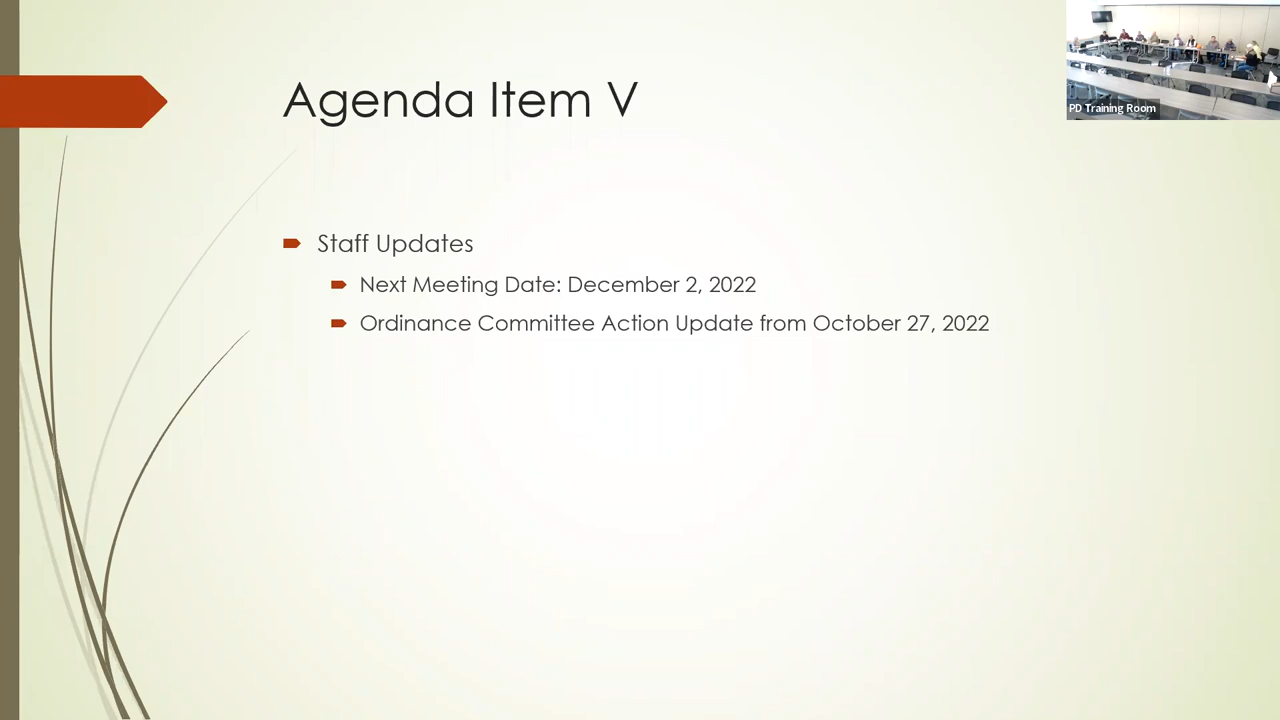 Agenda Item V
PD Training Room
Staff Updates
Next Meeting Date: December 2, 2022
Ordinance Committee Action Update from October 27, 2022